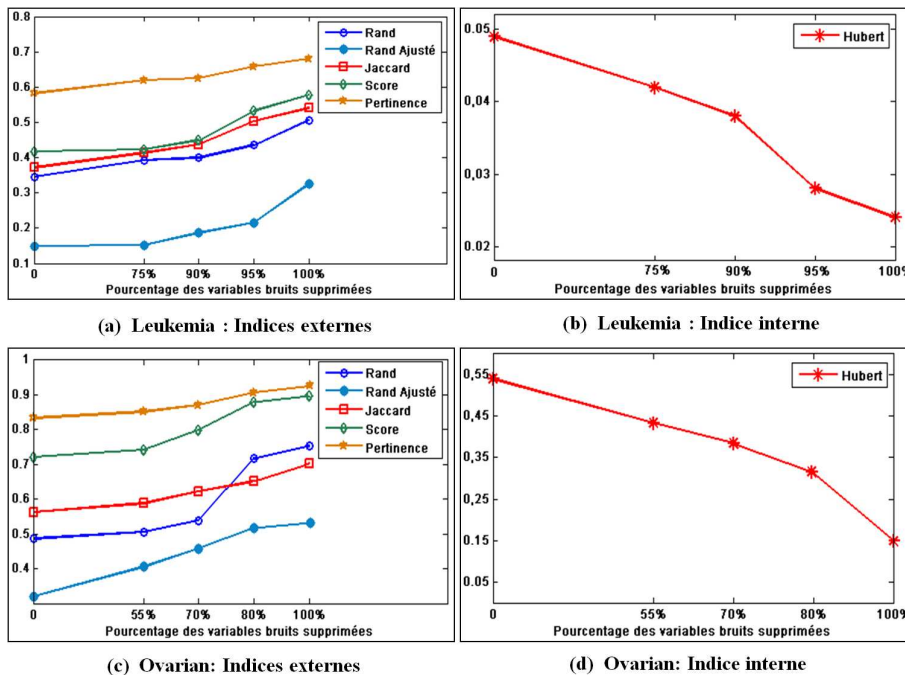 0.8
0.7
0.6
0.5
0.4
0.3
0.2
0.1
0 75% 90% 95% 100%
Pourcentage des variables bruits supprimées
Rand
Rand Ajusté
Jaccard
Score
Pertinence
(a) Leukemia : Indices externes
0.05
0,04
0.03
0.02
0 75% 90% 95% 100%
Pourcentage des variables bruits supprimées
Hubert
(b) Leukemia : Indice interne
1
0.9
0.8
0.7
0.6
0.5
0.4
0 55% 70% 80% 100%
Pourcentage des variables bruits supprimées
Rand
Rand Ajusté
Jaccard
Score
Pertinence
(c) Ovarian: Indices externes
0,55
0,45
0,35
0,25
0,15
0.05
0 55% 70% 80% 100%
Pourcentage des variables bruits supprimées
Hubert
(d) Ovarian: Indice interne